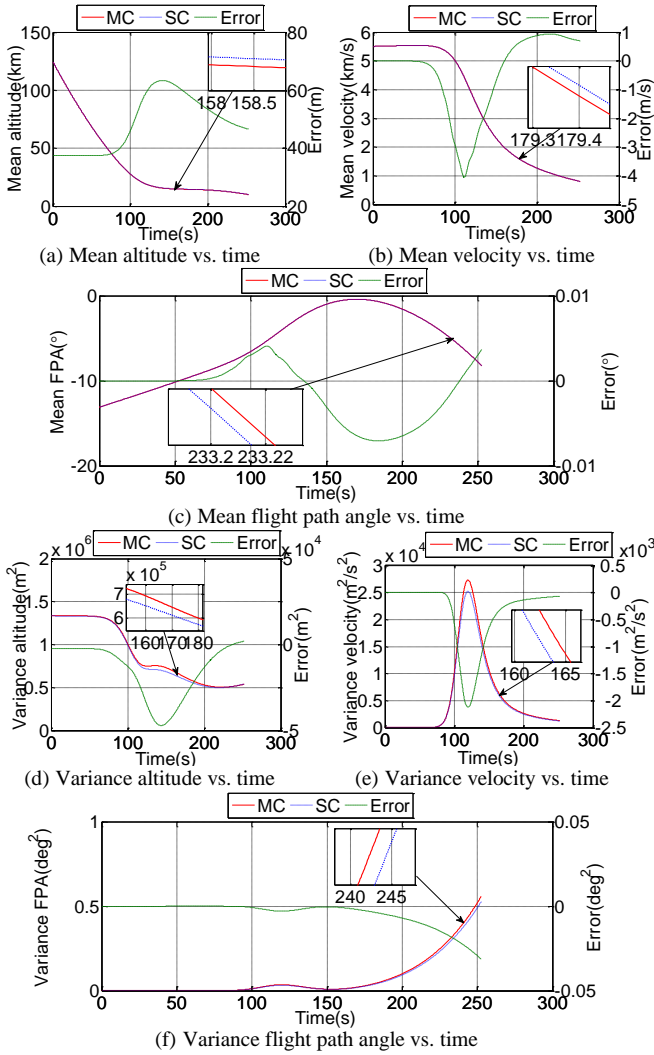 MC SC Error
150 80
100 60
50 40
0 20
158 158.5
Mean altitude(km)
Error(m)
0 100 200 300
Time(s)
(a) Mean altitude vs. time
MC SC Error
6 1
5 0
4 -1
3 -2
2 -3
1 -4
0 -5
179.3 179.4
Mean velocity(km/s)
Error(m/s)
0 100 200 300
Time(s)
(b) Mean velocity vs. time
MC SC Error
0 0.01
-10 0
-20 -0.01
233.2 233.22
Mean FPA(°)
Error(°)
0 50 100 150 200 250 300
Time(s)
(c) Mean flight path angle vs. time
MC SC Error
x 10^6 x 10^4
2 5
1.5
1 0
0.5
0 -5
x 10^5
7
6
160 170 180
Variance altitude(m^2)
Error(m^2)
0 100 200 300
Time(s)
(d) Variance altitude vs. time
MC SC Error
x 10^4 x 10^3
3 0.5
2.5 0
2 -0.5
1.5 -1
1 -1.5
0.5 -2
0 -2.5
160 165
Variance velocity(m^2/s^2)
Error(m^2/s^2)
0 100 200 300
Time(s)
(e) Variance velocity vs. time
MC SC Error
1 0.05
0.5 0
0 -0.05
240 245
Variance FPA(deg^2)
Error(deg^2)
0 50 100 150 200 250 300
Time(s)
(f) Variance flight path angle vs. time